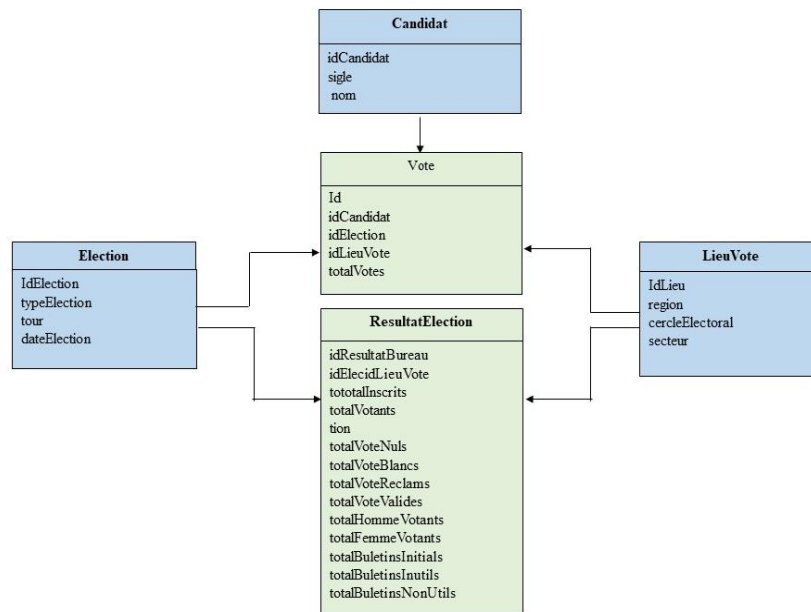 Candidat
idCandidat
sigle
nom
Vote
Id
idCandidat
idElection
idLieuVote
totalVotes
Election
IdElection
typeElection
tour
dateElection
LieuVote
IdLieu
region
cercleElectoral
secteur
ResultatElection
idResultatBureau
idElecidLieuVote
tototalInscrits
totalVotants
tion
totalVoteNuls
totalVoteBlancs
totalVoteReclams
totalVoteValides
totalHommeVotants
totalFemmeVotants
totalBuletinsInitials
totalBuletinsInutils
totalBuletinsNonUtils